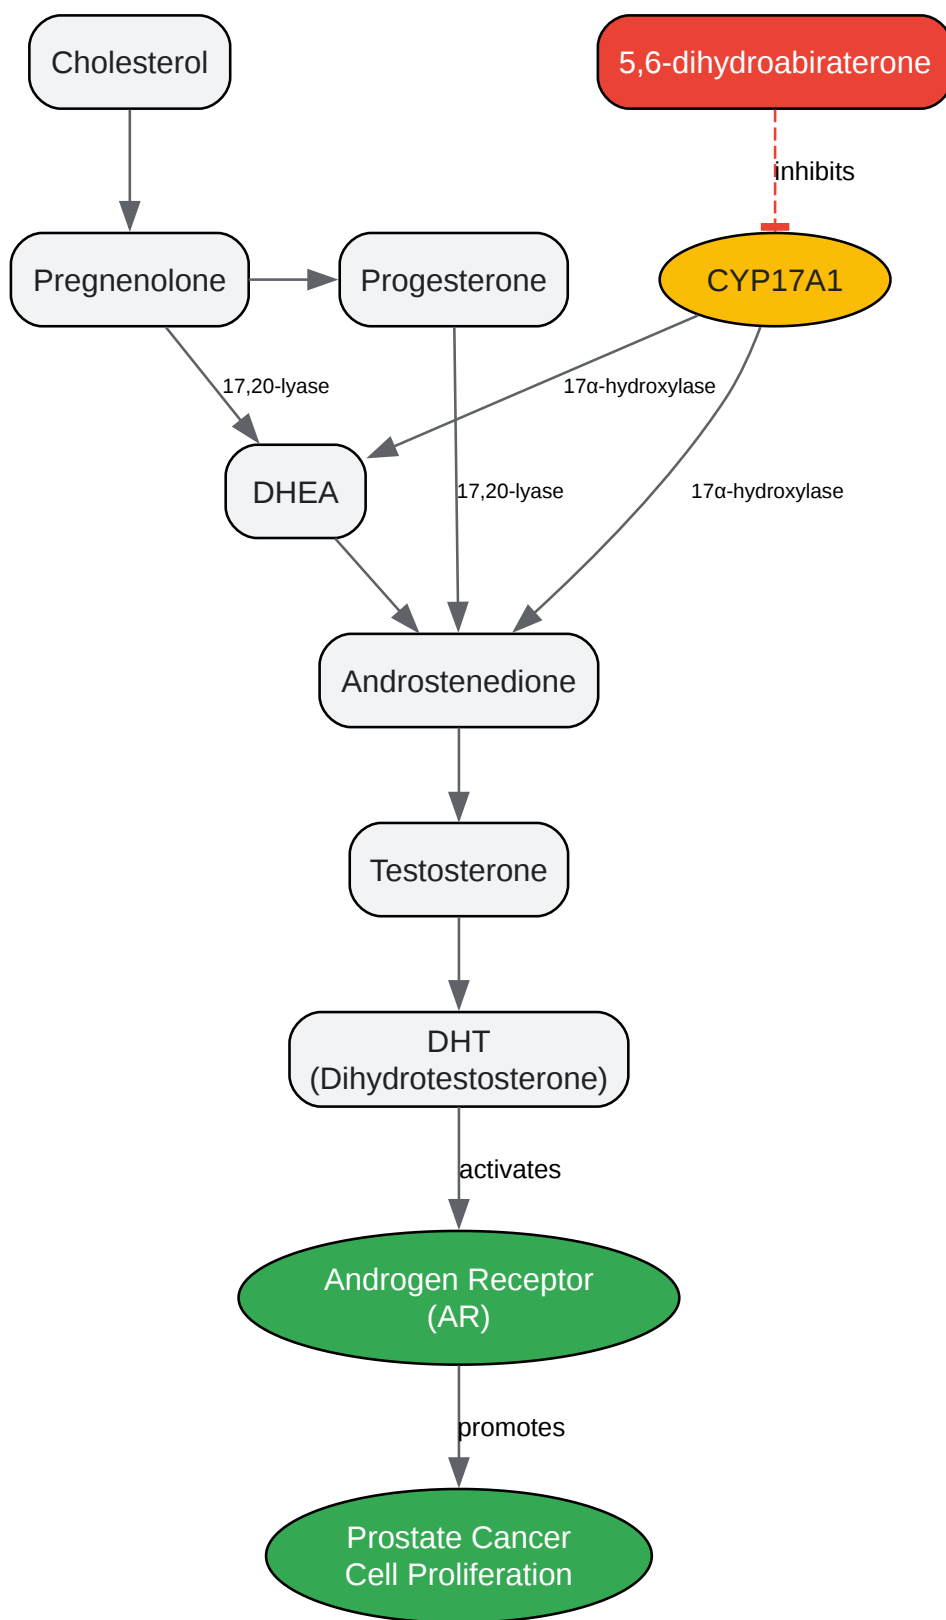 Cholesterol
5,6-dihydroabiraterone
inhibits
Pregnenolone
Progesterone
CYP17A1
17,20-lyase
17α-hydroxylase
DHEA
17,20-lyase
17α-hydroxylase
Androstenedione
Testosterone
DHT
(Dihydrotestosterone)
activates
Androgen Receptor
(AR)
promotes
Prostate Cancer
Cell Proliferation